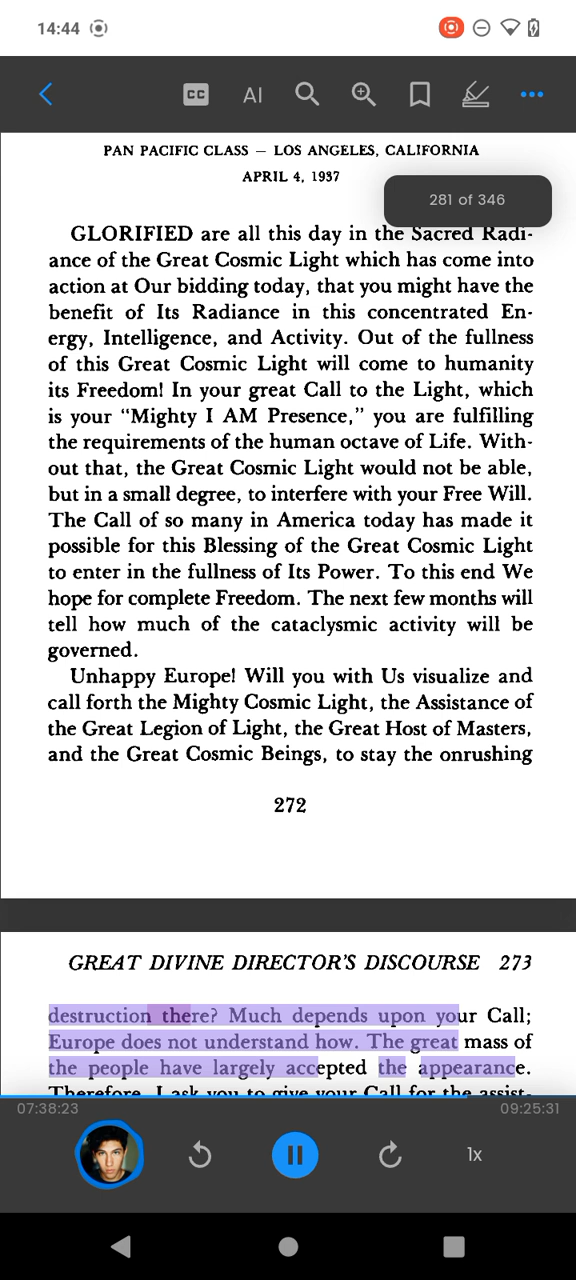 14:44
CC AI
PAN PACIFIC CLASS — LOS ANGELES, CALIFORNIA
APRIL 4, 1937
281 of 346
GLORIFIED are all this day in the Sacred Radi-
ance of the Great Cosmic Light which has come into
action at Our bidding today, that you might have the
benefit of Its Radiance in this concentrated En-
ergy, Intelligence, and Activity. Out of the fullness
of this Great Cosmic Light will come to humanity
its Freedom! In your great Call to the Light, which
is your "Mighty I AM Presence," you are fulfilling
the requirements of the human octave of Life. With-
out that, the Great Cosmic Light would not be able,
but in a small degree, to interfere with your Free Will.
The Call of so many in America today has made it
possible for this Blessing of the Great Cosmic Light
to enter in the fullness of Its Power. To this end We
hope for complete Freedom. The next few months will
tell how much of the cataclysmic activity will be
governed.
Unhappy Europe! Will you with Us visualize and
call forth the Mighty Cosmic Light, the Assistance of
the Great Legion of Light, the Great Host of Masters,
and the Great Cosmic Beings, to stay the onrushing
272
GREAT DIVINE DIRECTOR'S DISCOURSE 273
destruction there? Much depends upon your Call;
Europe does not understand how. The great mass of
the people have largely accepted the appearance.
Therefore, I ask you to give your Call for the assist-
07:38:23
09:25:31
1x